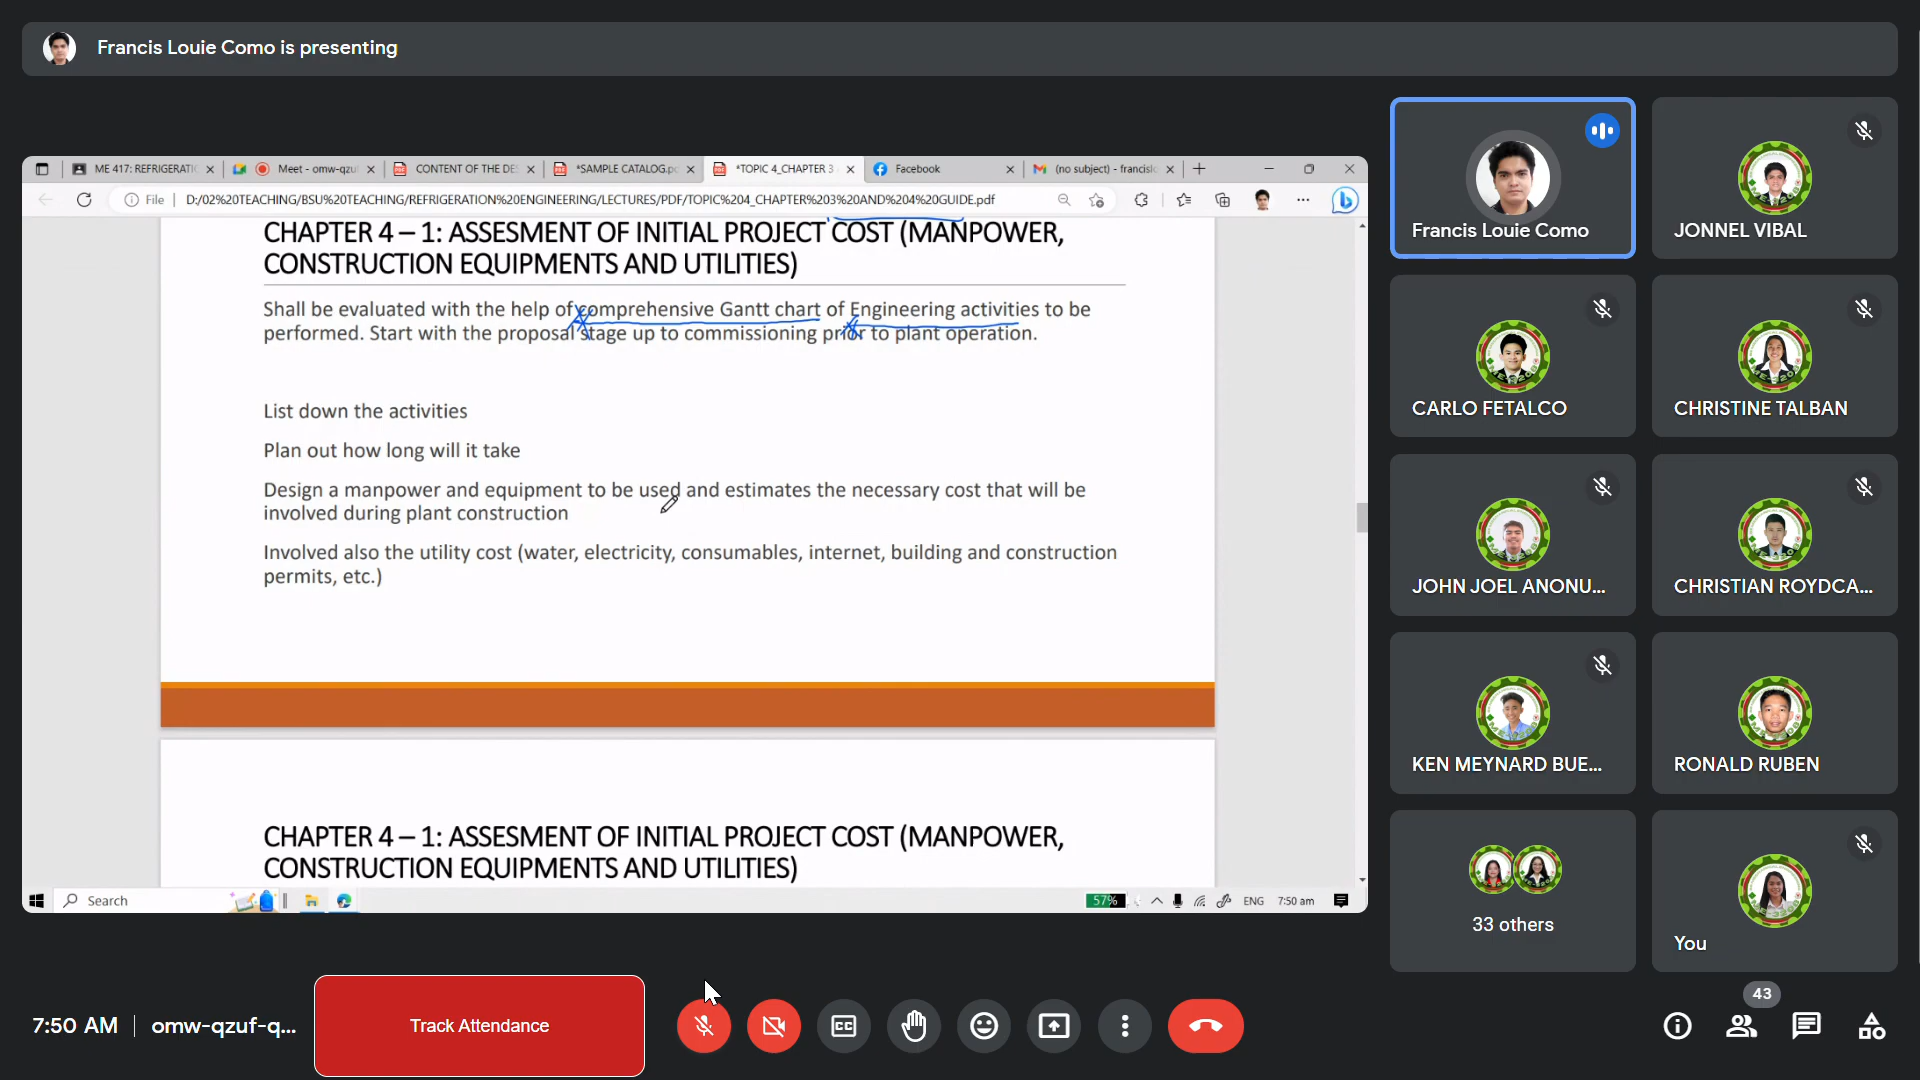 Francis Louie Como is presenting
ME 417: REFRIGERATIO
Meet - omw-qzu
CONTENT OF THE DE
*SAMPLE CATALOG.pc
*TOPIC 4_CHAPTER 3
Facebook
(no subject) - francisk
File
D:/02%20TEACHING/BSU%20TEACHING/REFRIGERATION%20ENGINEERING/LECTURES/PDF/TOPIC%204_CHAPTER%203%20AND%204%20GUIDE.pdf
CHAPTER 4 – 1: ASSESMENT OF INITIAL PROJECT COST (MANPOWER,
CONSTRUCTION EQUIPMENTS AND UTILITIES)
Shall be evaluated with the help of comprehensive Gantt chart of Engineering activities to be
performed. Start with the proposal stage up to commissioning prior to plant operation.
List down the activities
Plan out how long will it take
Design a manpower and equipment to be used and estimates the necessary cost that will be
involved during plant construction
Involved also the utility cost (water, electricity, consumables, internet, building and construction
permits, etc.)
CHAPTER 4 – 1: ASSESMENT OF INITIAL PROJECT COST (MANPOWER,
CONSTRUCTION EQUIPMENTS AND UTILITIES)
Search
57%
ENG
7:50 am
Francis Louie Como
JONNEL VIBAL
CARLO FETALCO
CHRISTINE TALBAN
JOHN JOEL ANONU...
CHRISTIAN ROYDCA...
KEN MEYNARD BUE...
RONALD RUBEN
33 others
You
7:50 AM
omw-qzuf-q...
Track Attendance
43